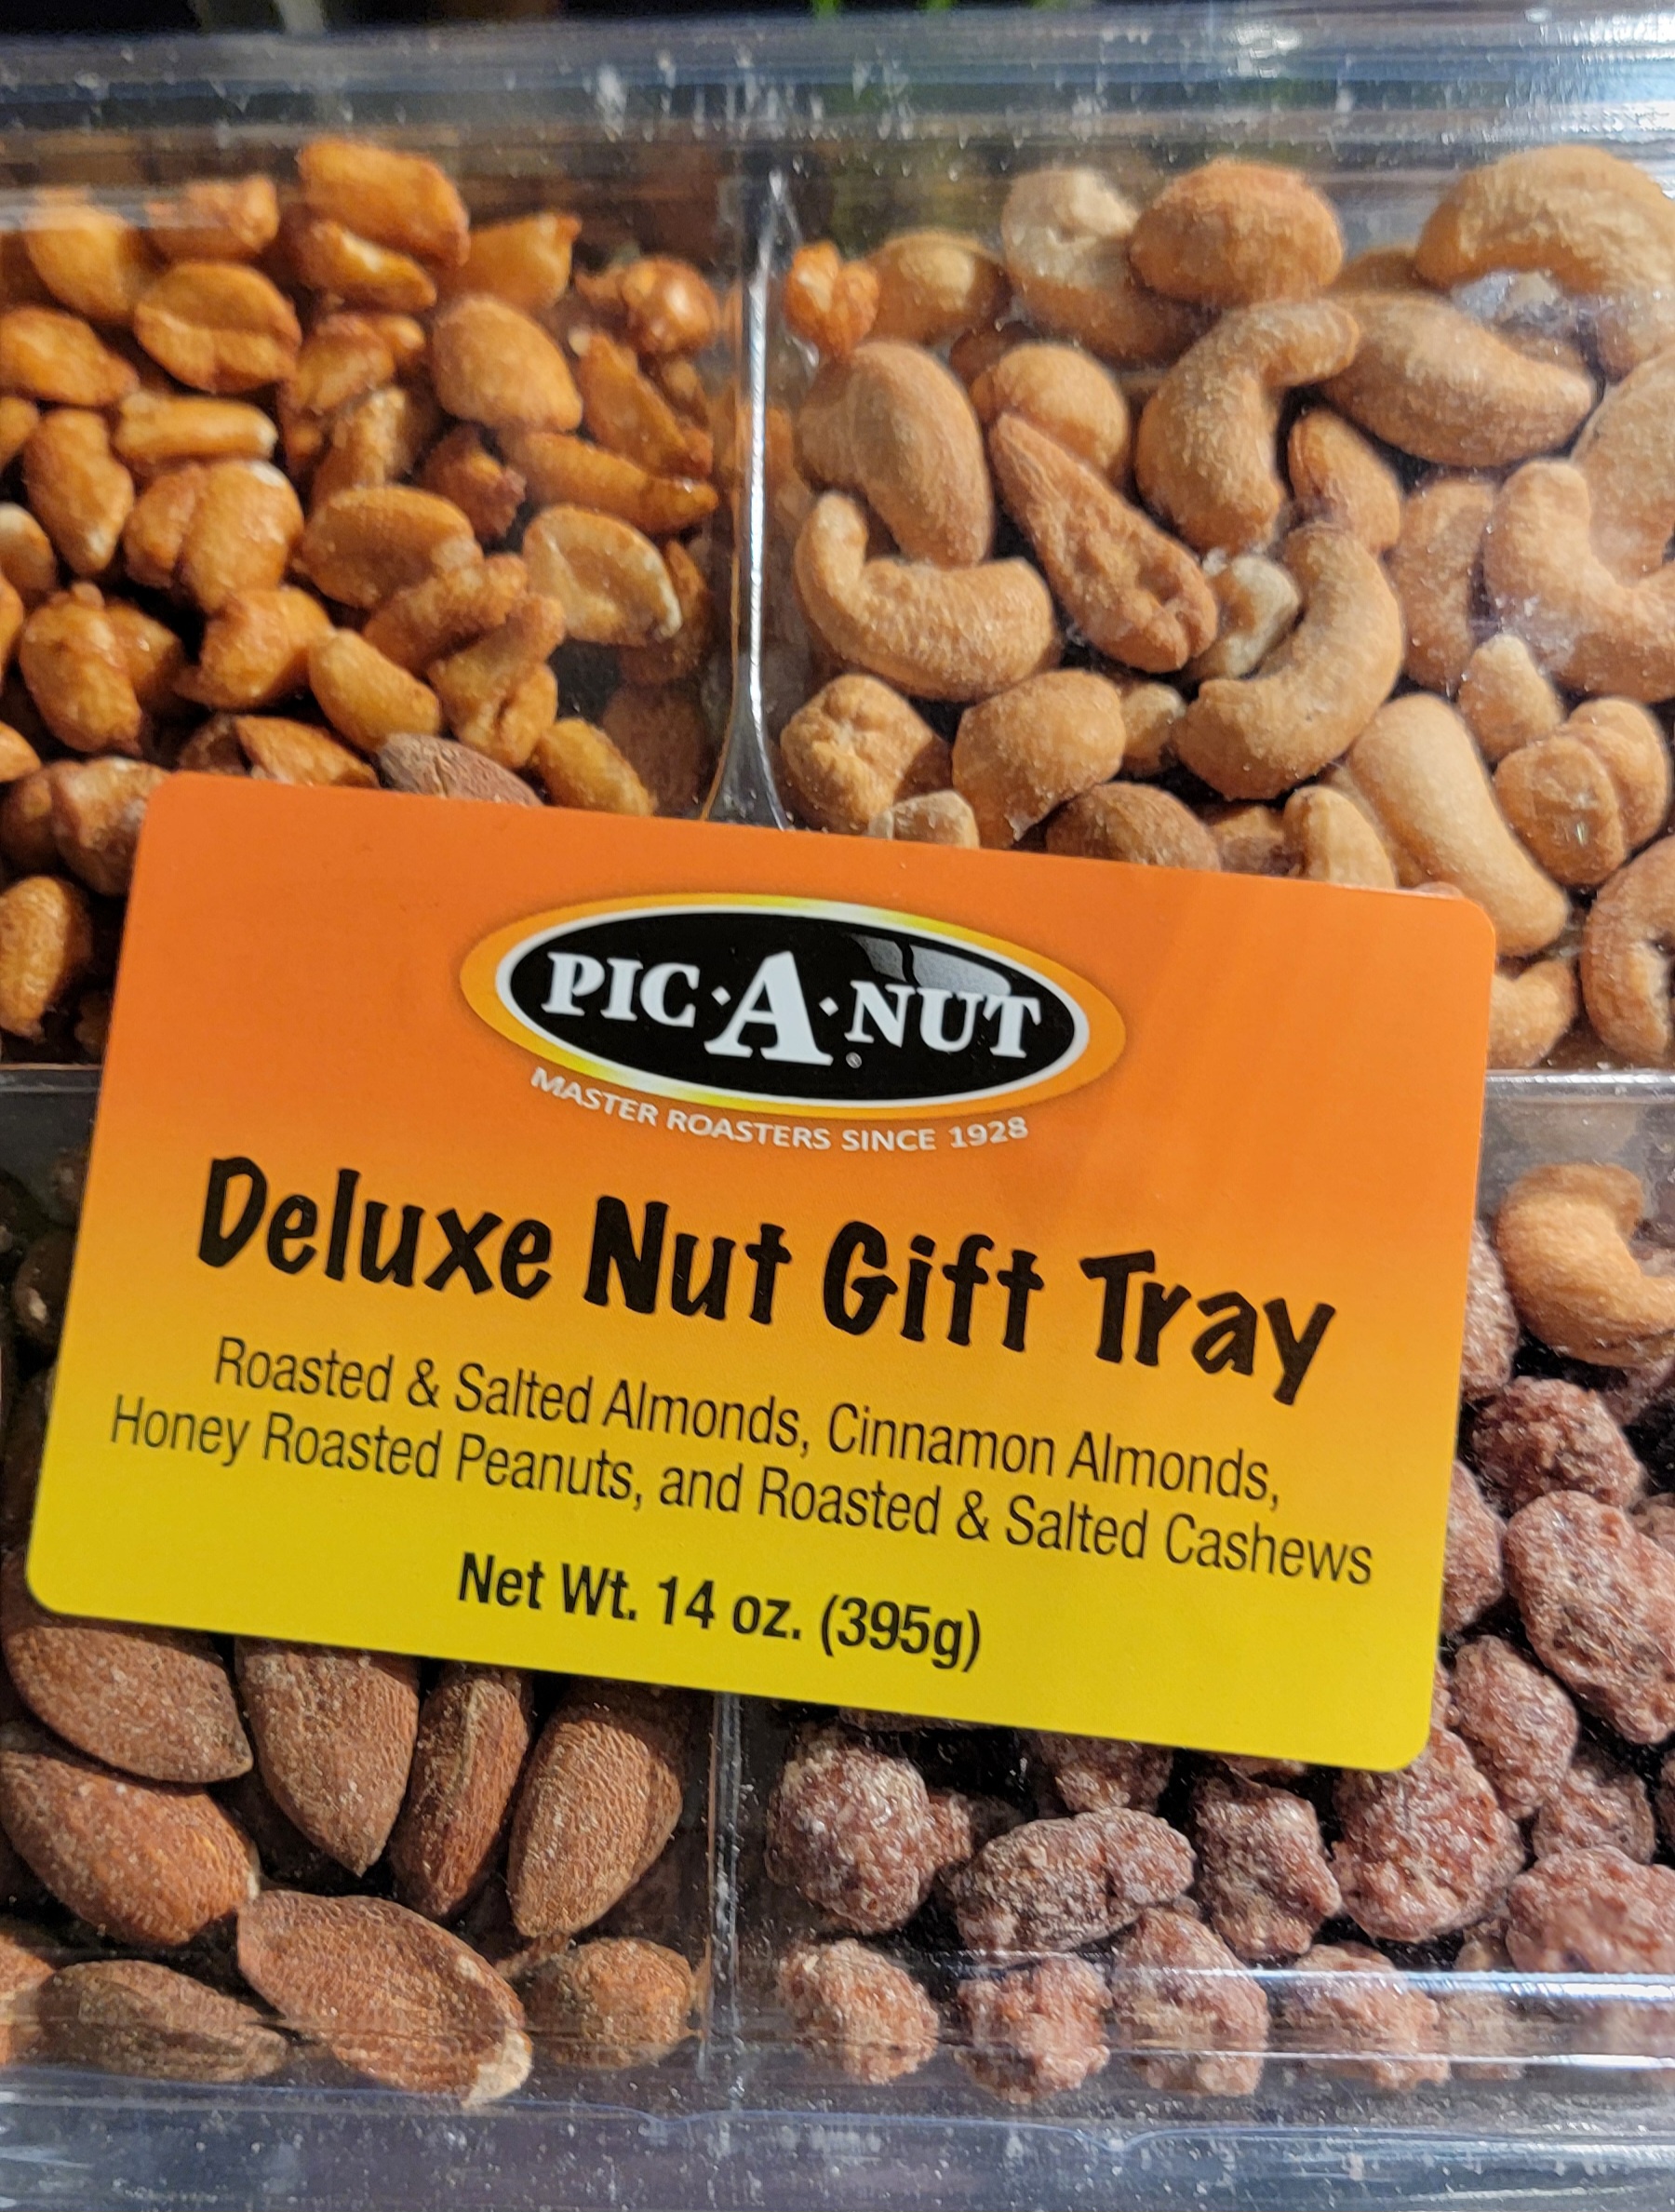 PIC·A·NUT®
MASTER ROASTERS SINCE 1928
Deluxe Nut Gift Tray
Roasted & Salted Almonds, Cinnamon Almonds,
Honey Roasted Peanuts, and Roasted & Salted Cashews
Net Wt. 14 oz. (395g)